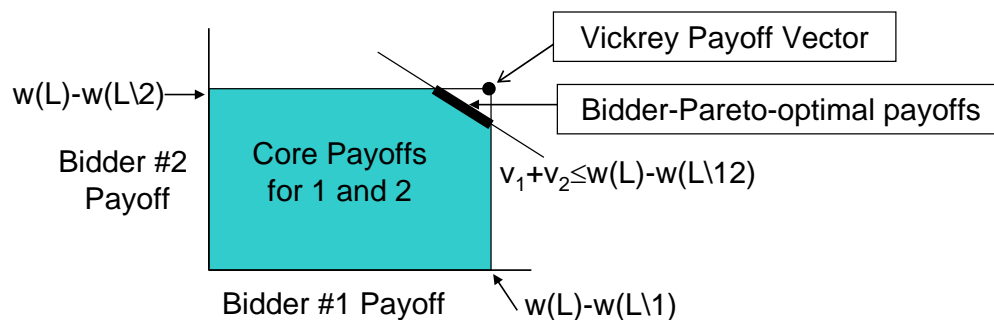 Vickrey Payoff Vector
w(L)-w(L\2)
Bidder-Pareto-optimal payoffs
Bidder #2
Payoff
Core Payoffs
for 1 and 2
v₁+v₂≤w(L)-w(L\12)
Bidder #1 Payoff
w(L)-w(L\1)